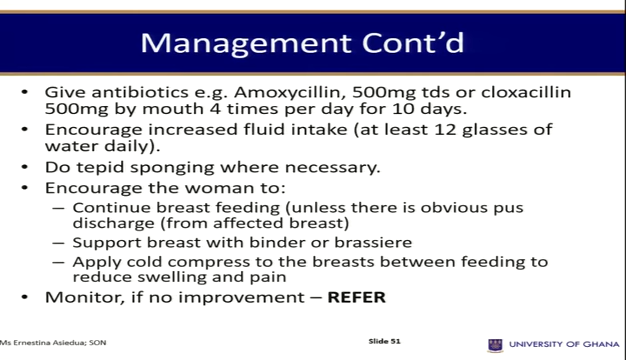 Management Cont'd
• Give antibiotics e.g. Amoxycillin, 500mg tds or cloxacillin
500mg by mouth 4 times per day for 10 days.
• Encourage increased fluid intake (at least 12 glasses of
water daily).
• Do tepid sponging where necessary.
• Encourage the woman to:
– Continue breast feeding (unless there is obvious pus
discharge (from affected breast)
– Support breast with binder or brassiere
– Apply cold compress to the breasts between feeding to
reduce swelling and pain
• Monitor, if no improvement – REFER
Ms Ernestina Asiedua; SON
Slide 51
UNIVERSITY OF GHANA